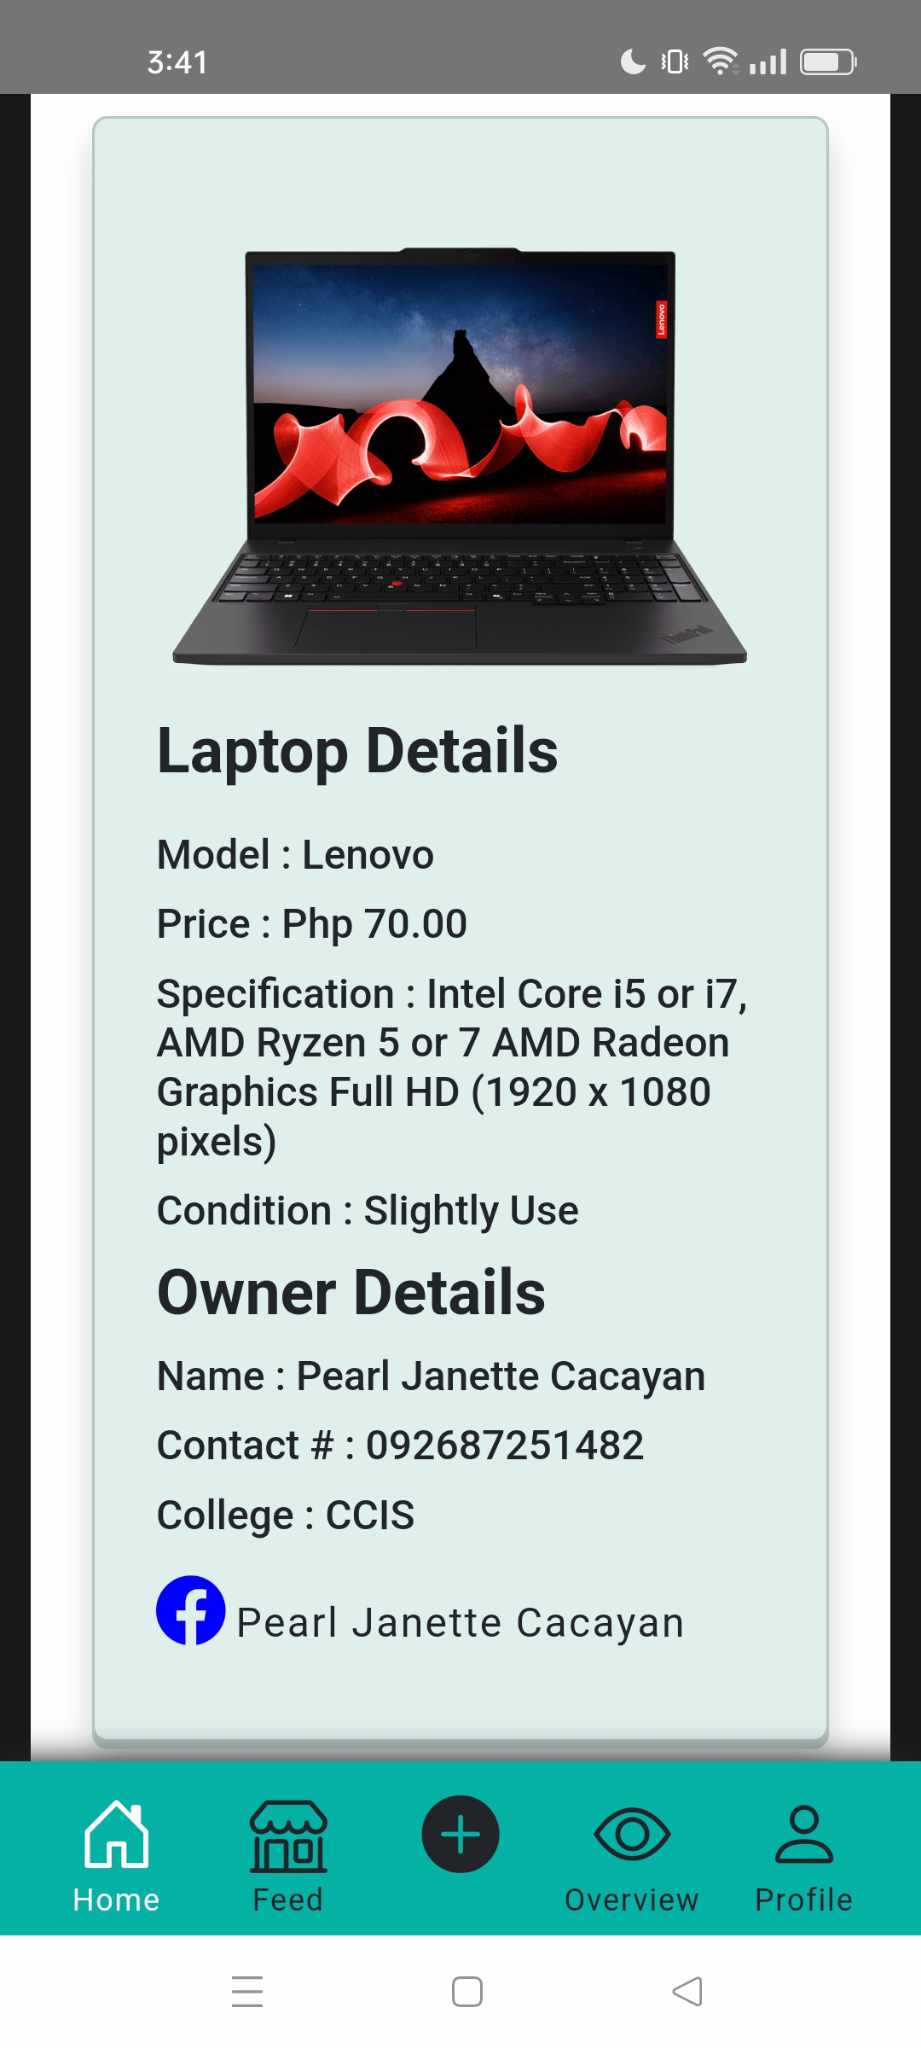 3:41
Lenovo
ThinkPad
Laptop Details
Model : Lenovo
Price : Php 70.00
Specification : Intel Core i5 or i7,
AMD Ryzen 5 or 7 AMD Radeon
Graphics Full HD (1920 x 1080
pixels)
Condition : Slightly Use
Owner Details
Name : Pearl Janette Cacayan
Contact # : 092687251482
College : CCIS
Pearl Janette Cacayan
Home
Feed
Overview
Profile